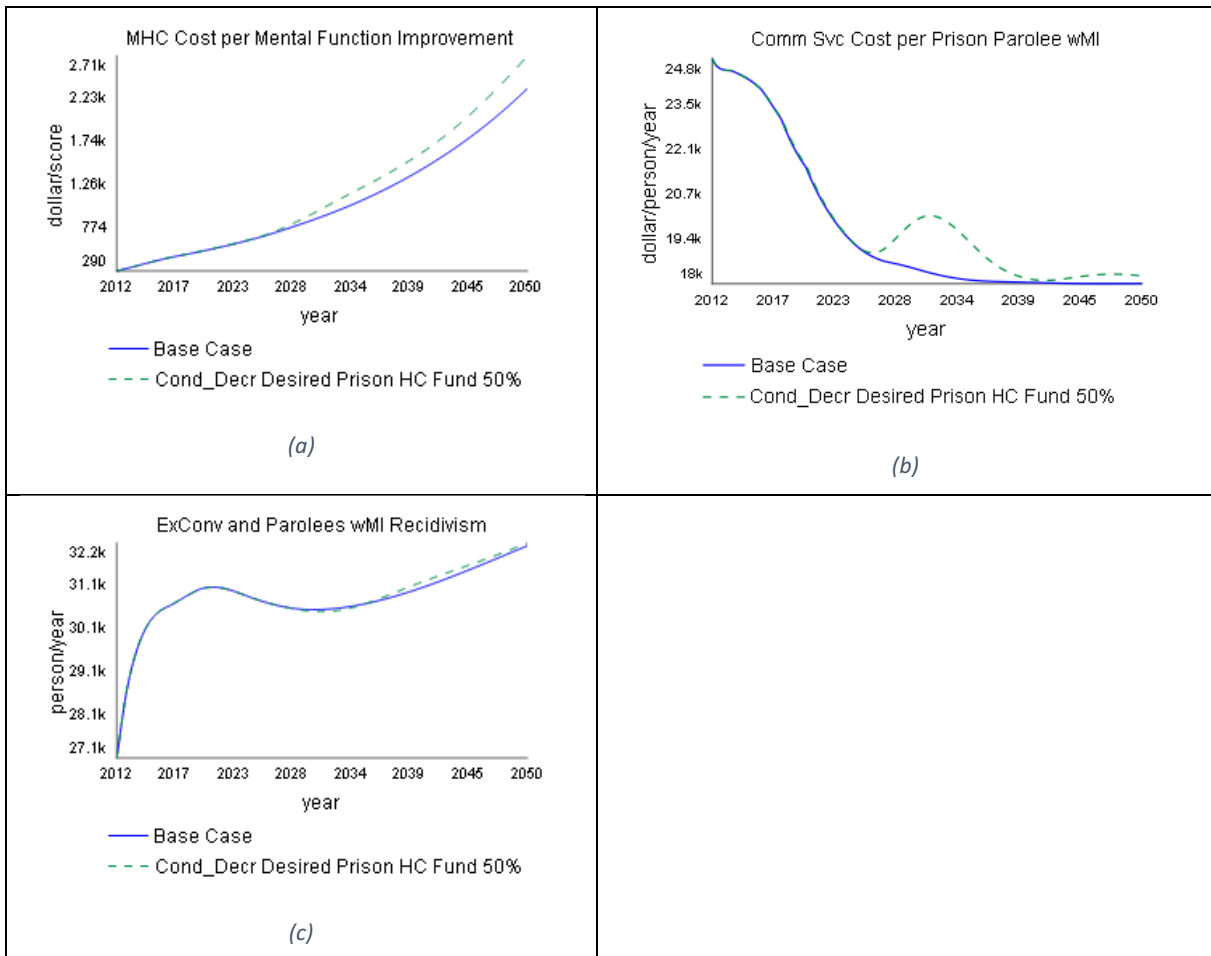 MHC Cost per Mental Function Improvement
2.71k
2.23k
1.74k
1.26k
774
290
dollar/score
2012 2017 2023 2028 2034 2039 2045 2050
year
Base Case
Cond_Decr Desired Prison HC Fund 50%
(a)
Comm Svc Cost per Prison Parolee wMI
24.8k
23.5k
22.1k
20.7k
19.4k
18k
dollar/person/year
2012 2017 2023 2028 2034 2039 2045 2050
year
Base Case
Cond_Decr Desired Prison HC Fund 50%
(b)
ExConv and Parolees wMI Recidivism
32.2k
31.1k
30.1k
29.1k
28.1k
27.1k
person/year
2012 2017 2023 2028 2034 2039 2045 2050
year
Base Case
Cond_Decr Desired Prison HC Fund 50%
(c)